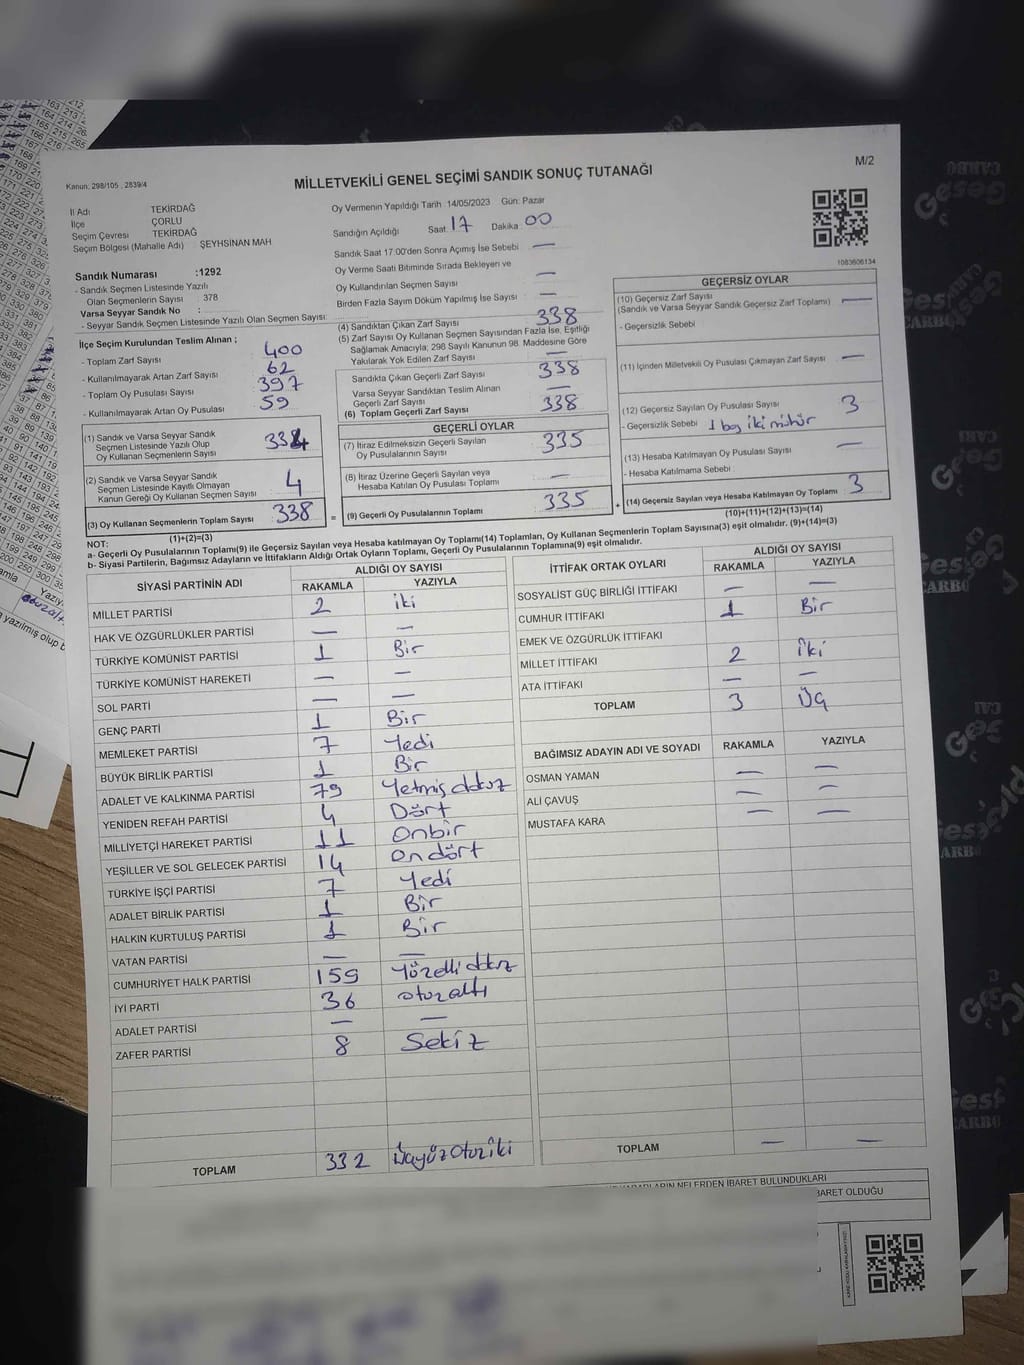 Kanun: 298/105 , 2839/4
M/2
MİLLETVEKİLİ GENEL SEÇİMİ SANDIK SONUÇ TUTANAĞI
İl Adı TEKİRDAĞ
İlçe ÇORLU
Seçim Çevresi TEKİRDAĞ
Seçim Bölgesi (Mahalle Adı) ŞEYHSİNAN MAH
Sandık Numarası :1292
- Sandık Seçmen Listesinde Yazılı
Olan Seçmenlerin Sayısı : 378
Varsa Seyyar Sandık No :
- Seyyar Sandık Seçmen Listesinde Yazılı Olan Seçmen Sayısı:
Oy Vermenin Yapıldığı Tarih 14/05/2023 Gün: Pazar
Sandığın Açıldığı Saat. 17 Dakika 00
Sandık Saat 17:00'den Sonra Açımış İse Sebebi —
Oy Verme Saati Bitiminde Sırada Bekleyen ve
Oy Kullandırılan Seçmen Sayısı —
Birden Fazla Sayım Döküm Yapılmış İse Sayısı —
1083606134
İlçe Seçim Kurulundan Teslim Alınan ;
- Toplam Zarf Sayısı 400
- Kullanılmayarak Artan Zarf Sayısı 62
- Toplam Oy Pusulası Sayısı 397
- Kullanılmayarak Artan Oy Pusulası 59
(1) Sandık ve Varsa Seyyar Sandık
Seçmen Listesinde Yazılı Olup
Oy Kullanan Seçmenlerin Sayısı 334
(2) Sandık ve Varsa Seyyar Sandık
Seçmen Listesinde Kayıtlı Olmayan
Kanun Gereği Oy Kullanan Seçmen Sayısı 4
(3) Oy Kullanan Seçmenlerin Toplam Sayısı 338
(1)+(2)=(3)
(4) Sandıktan Çıkan Zarf Sayısı 338
(5) Zarf Sayısı Oy Kullanan Seçmen Sayısından Fazla İse, Eşitliği
Sağlamak Amacıyla; 298 Sayılı Kanunun 98. Maddesine Göre
Yakılarak Yok Edilen Zarf Sayısı —
Sandıkta Çıkan Geçerli Zarf Sayısı 338
Varsa Seyyar Sandıktan Teslim Alınan
Geçerli Zarf Sayısı —
(6) Toplam Geçerli Zarf Sayısı 338
GEÇERLİ OYLAR
(7) İtiraz Edilmeksizin Geçerli Sayılan
Oy Pusulalarının Sayısı 335
(8) İtiraz Üzerine Geçerli Sayılan veya
Hesaba Katılan Oy Pusulası Toplamı —
= (9) Geçerli Oy Pusulalarının Toplamı 335 +
GEÇERSİZ OYLAR
(10) Geçersiz Zarf Sayısı
(Sandık ve Varsa Seyyar Sandık Geçersiz Zarf Toplamı) —
- Geçersizlik Sebebi
(11) İçinden Milletvekili Oy Pusulası Çıkmayan Zarf Sayısı —
(12) Geçersiz Sayılan Oy Pusulası Sayısı 3
- Geçersizlik Sebebi 1 boş iki mühür
(13) Hesaba Katılmayan Oy Pusulası Sayısı —
- Hesaba Katılmama Sebebi :
(14) Geçersiz Sayılan veya Hesaba Katılmayan Oy Toplamı 3
(10)+(11)+(12)+(13)=(14)
NOT:
a- Geçerli Oy Pusulalarının Toplamı(9) ile Geçersiz Sayılan veya Hesaba katılmayan Oy Toplamı(14) Toplamları, Oy Kullanan Seçmenlerin Toplam Sayısına(3) eşit olmalıdır. (9)+(14)=(3)
b- Siyasi Partilerin, Bağımsız Adayların ve İttifakların Aldığı Ortak Oyların Toplamı, Geçerli Oy Pusulalarının Toplamına(9) eşit olmalıdır.
SİYASİ PARTİNİN ADI ALDIĞI OY SAYISI
RAKAMLA YAZIYLA
MİLLET PARTİSİ 2 iki
HAK VE ÖZGÜRLÜKLER PARTİSİ — —
TÜRKİYE KOMÜNİST PARTİSİ 1 Bir
TÜRKİYE KOMÜNİST HAREKETİ — —
SOL PARTİ — —
GENÇ PARTİ 1 Bir
MEMLEKET PARTİSİ 7 Yedi
BÜYÜK BİRLİK PARTİSİ 1 Bir
ADALET VE KALKINMA PARTİSİ 79 Yetmiş dokuz
YENİDEN REFAH PARTİSİ 4 Dört
MİLLİYETÇİ HAREKET PARTİSİ 11 Onbir
YEŞİLLER VE SOL GELECEK PARTİSİ 14 Ondört
TÜRKİYE İŞÇİ PARTİSİ 7 Yedi
ADALET BİRLİK PARTİSİ 1 Bir
HALKIN KURTULUŞ PARTİSİ 1 Bir
VATAN PARTİSİ — —
CUMHURİYET HALK PARTİSİ 159 Yüzelli dokuz
İYİ PARTİ 36 otuzaltı
ADALET PARTİSİ — —
ZAFER PARTİSİ 8 Sekiz
TOPLAM 332 Üçyüzotuziki
İTTİFAK ORTAK OYLARI ALDIĞI OY SAYISI
RAKAMLA YAZIYLA
SOSYALİST GÜÇ BİRLİĞİ İTTİFAKI — —
CUMHUR İTTİFAKI 1 Bir
EMEK VE ÖZGÜRLÜK İTTİFAKI
MİLLET İTTİFAKI 2 İki
ATA İTTİFAKI — —
TOPLAM 3 Üç
BAĞIMSIZ ADAYIN ADI VE SOYADI RAKAMLA YAZIYLA
OSMAN YAMAN — —
ALİ ÇAVUŞ — —
MUSTAFA KARA — —
TOPLAM — —
NELERDEN İBARET BULUNDUKLARI
BARET OLDUĞU